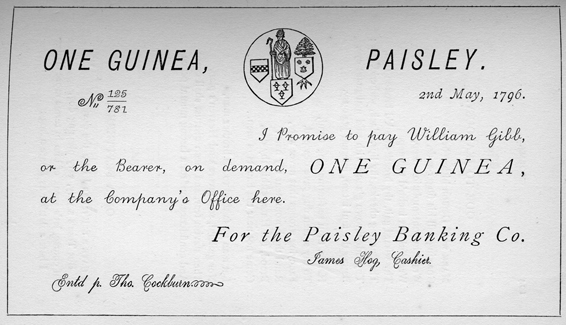 ONE GUINEA, PAISLEY.
No 125/781 2nd May, 1796.
I Promise to pay William Gibb,
or the Bearer, on demand, ONE GUINEA,
at the Company's Office here.
For the Paisley Banking Co.
James Hog, Cashier.
Entd p. Tho. Cockburn